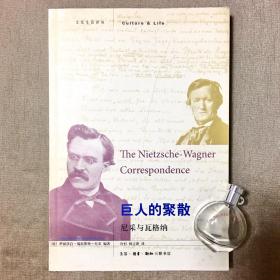 文化生活译丛 Culture & Life
The Nietzsche-Wagner
Correspondence
巨人的聚散
尼采与瓦格纳
生活·读书·新知 三联书店